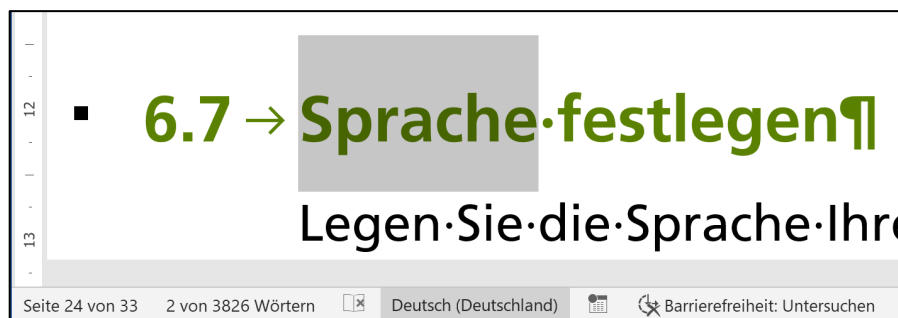 12
■ 6.7 → Sprache·festlegen¶
Legen·Sie·die·Sprache·Ihre
13
Seite 24 von 33 2 von 3826 Wörtern Deutsch (Deutschland) Barrierefreiheit: Untersuchen